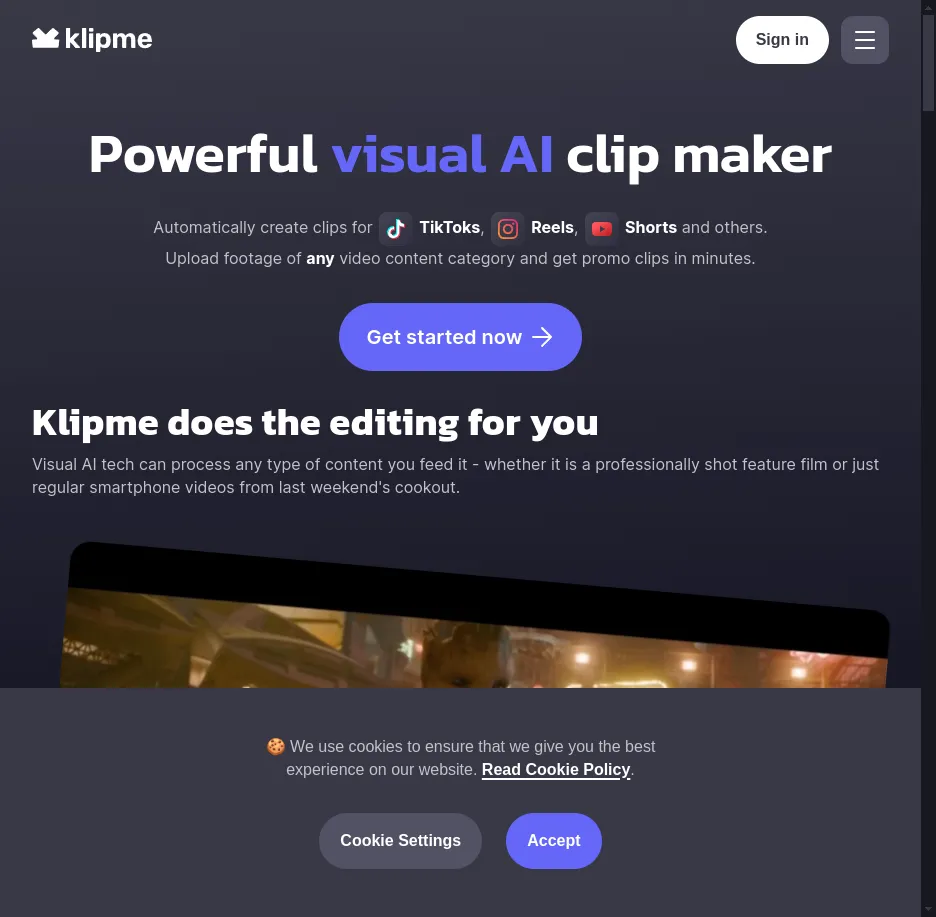 klipme
Sign in
Powerful visual AI clip maker
Automatically create clips for TikToks, Reels, Shorts and others.
Upload footage of any video content category and get promo clips in minutes.
Get started now
Klipme does the editing for you
Visual AI tech can process any type of content you feed it - whether it is a professionally shot feature film or just
regular smartphone videos from last weekend's cookout.
🍪 We use cookies to ensure that we give you the best
experience on our website. Read Cookie Policy.
Cookie Settings
Accept